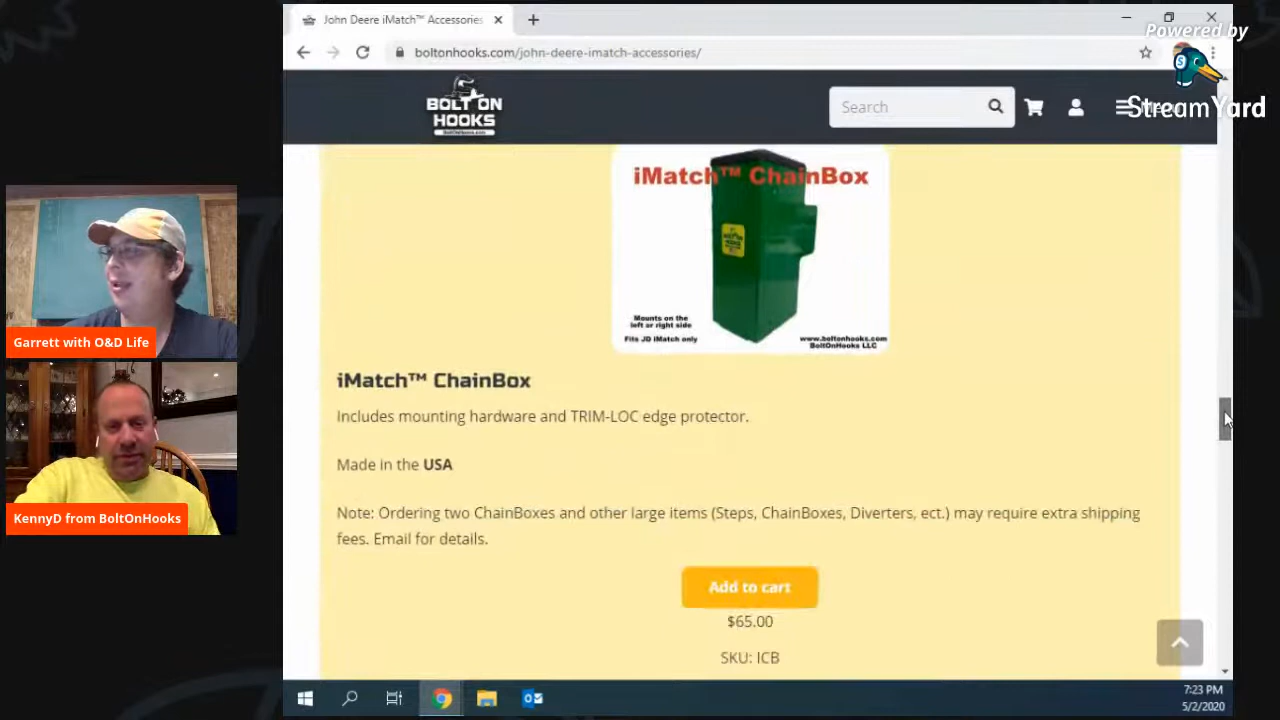 John Deere iMatch™ Accessories
boltonhooks.com/john-deere-imatch-accessories/
Powered by
StreamYard
BOLT ON
HOOKS
BoltOnHooks.com
Search
iMatch™ ChainBox
Mounts on the
left or right side
Fits JD iMatch only
www.boltonhooks.com
BoltOnHooks LLC
iMatch™ ChainBox
Includes mounting hardware and TRIM-LOC edge protector.
Made in the USA
Note: Ordering two ChainBoxes and other large items (Steps, ChainBoxes, Diverters, ect.) may require extra shipping
fees. Email for details.
Add to cart
$65.00
SKU: ICB
Garrett with O&D Life
KennyD from BoltOnHooks
7:23 PM
5/2/2020